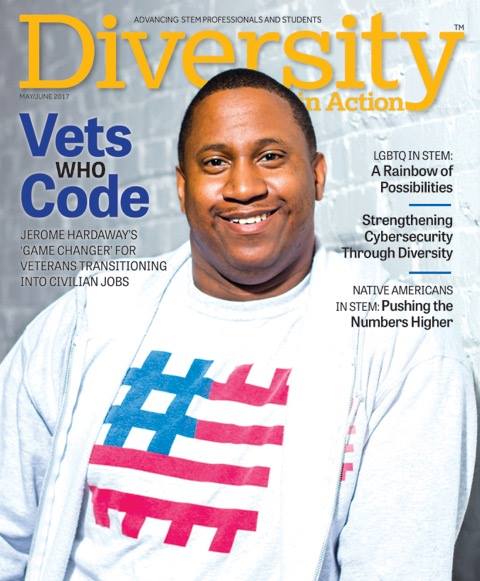 ADVANCING STEM PROFESSIONALS AND STUDENTS
Diversity™
in Action
MAY/JUNE 2017
Vets
WHO
Code
JEROME HARDAWAY'S
'GAME CHANGER' FOR
VETERANS TRANSITIONING
INTO CIVILIAN JOBS
LGBTQ IN STEM:
A Rainbow of
Possibilities
Strengthening
Cybersecurity
Through Diversity
NATIVE AMERICANS
IN STEM: Pushing the
Numbers Higher